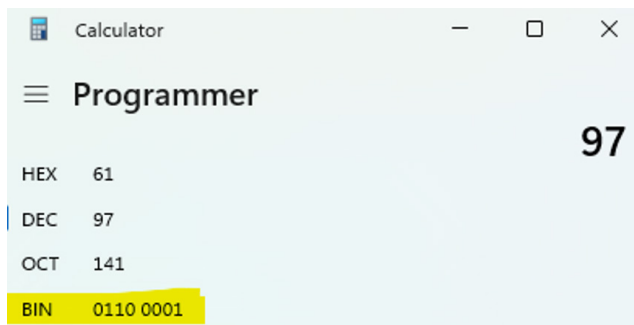 Calculator
Programmer
97
HEX 61
DEC 97
OCT 141
BIN 0110 0001